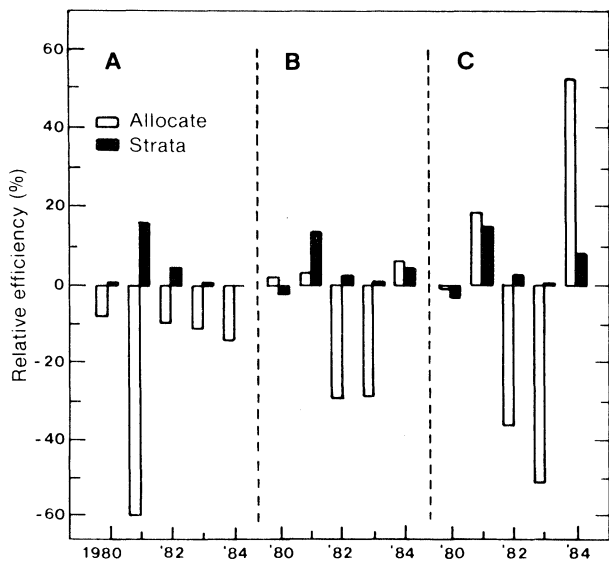 60
40
20
0
-20
-40
-60
Relative efficiency (%)
A
B
C
Allocate
Strata
1980 '82 '84 '80 '82 '84 '80 '82 '84